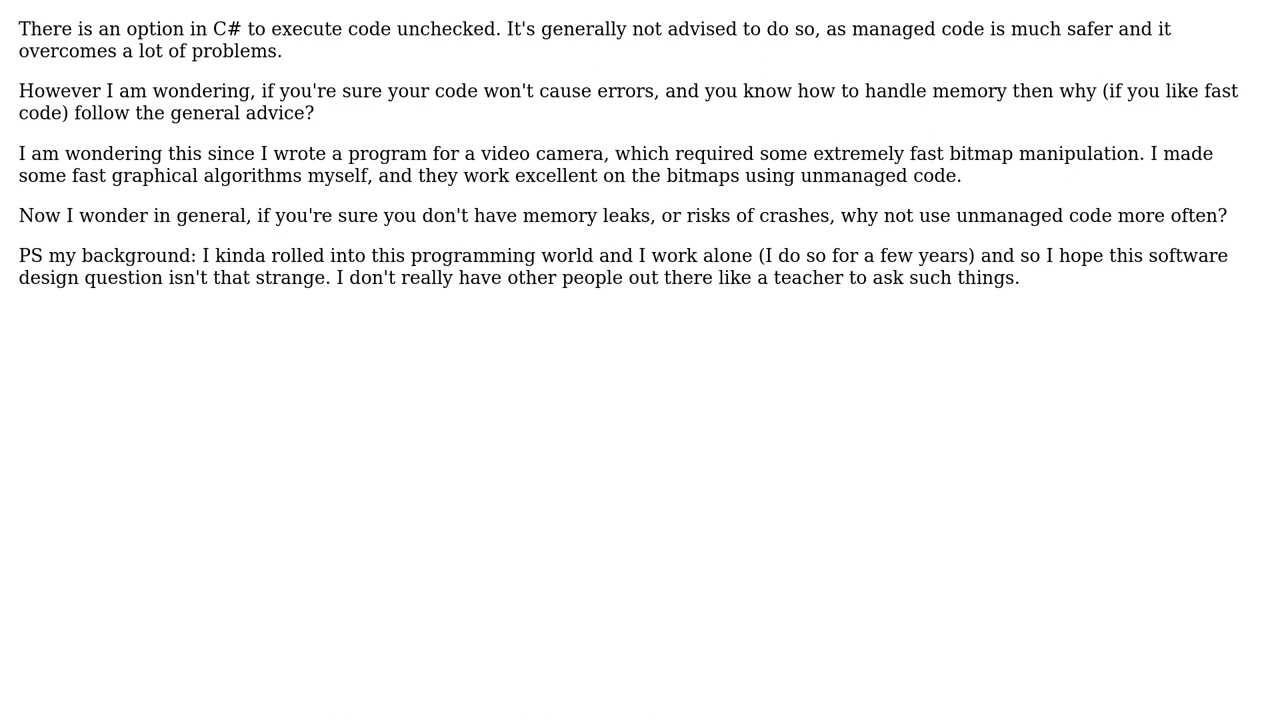 There is an option in C# to execute code unchecked. It's generally not advised to do so, as managed code is much safer and it
overcomes a lot of problems.
However I am wondering, if you're sure your code won't cause errors, and you know how to handle memory then why (if you like fast
code) follow the general advice?
I am wondering this since I wrote a program for a video camera, which required some extremely fast bitmap manipulation. I made
some fast graphical algorithms myself, and they work excellent on the bitmaps using unmanaged code.
Now I wonder in general, if you're sure you don't have memory leaks, or risks of crashes, why not use unmanaged code more often?
PS my background: I kinda rolled into this programming world and I work alone (I do so for a few years) and so I hope this software
design question isn't that strange. I don't really have other people out there like a teacher to ask such things.